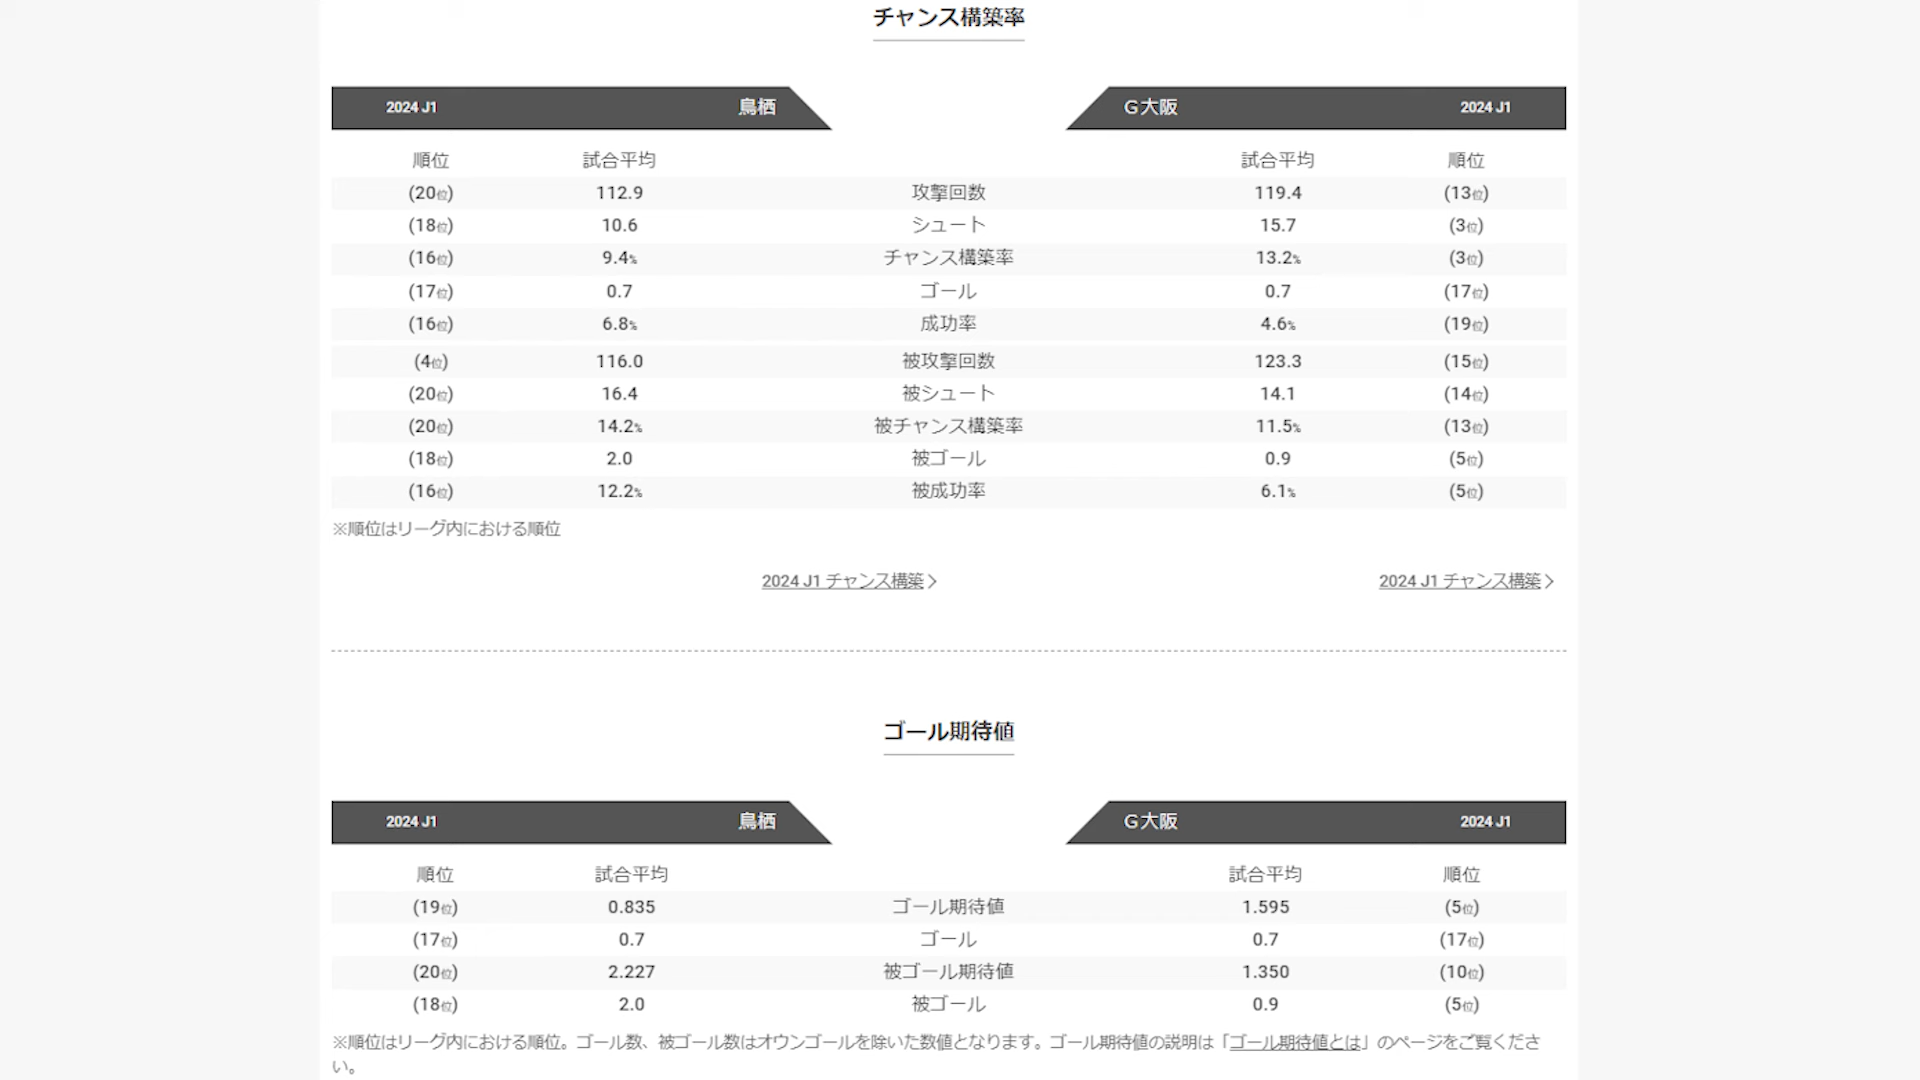 チャンス構築率
2024 J1 鳥栖 G大阪 2024 J1
順位 試合平均 試合平均 順位
(20位) 112.9 攻撃回数 119.4 (13位)
(18位) 10.6 シュート 15.7 (3位)
(16位) 9.4% チャンス構築率 13.2% (3位)
(17位) 0.7 ゴール 0.7 (17位)
(16位) 6.8% 成功率 4.6% (19位)
(4位) 116.0 被攻撃回数 123.3 (15位)
(20位) 16.4 被シュート 14.1 (14位)
(20位) 14.2% 被チャンス構築率 11.5% (13位)
(18位) 2.0 被ゴール 0.9 (5位)
(16位) 12.2% 被成功率 6.1% (5位)
※順位はリーグ内における順位
2024 J1 チャンス構築 > 2024 J1 チャンス構築 >
ゴール期待値
2024 J1 鳥栖 G大阪 2024 J1
順位 試合平均 試合平均 順位
(19位) 0.835 ゴール期待値 1.595 (5位)
(17位) 0.7 ゴール 0.7 (17位)
(20位) 2.227 被ゴール期待値 1.350 (10位)
(18位) 2.0 被ゴール 0.9 (5位)
※順位はリーグ内における順位。ゴール数、被ゴール数はオウンゴールを除いた数値となります。ゴール期待値の説明は「ゴール期待値とは」のページをご覧くださ
い。